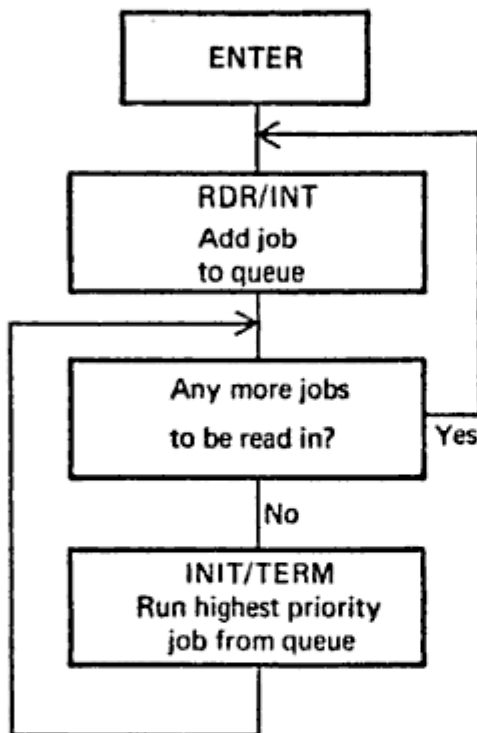 ENTER
RDR/INT
Add job
to queue
Any more jobs
to be read in?
Yes
No
INIT/TERM
Run highest priority
job from queue